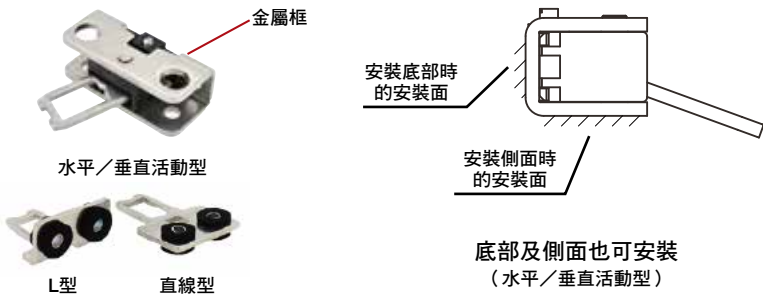 金屬框
水平／垂直活動型
L型
直線型
安裝底部時
的安裝面
安裝側面時
的安裝面
底部及側面也可安裝
（水平／垂直活動型）